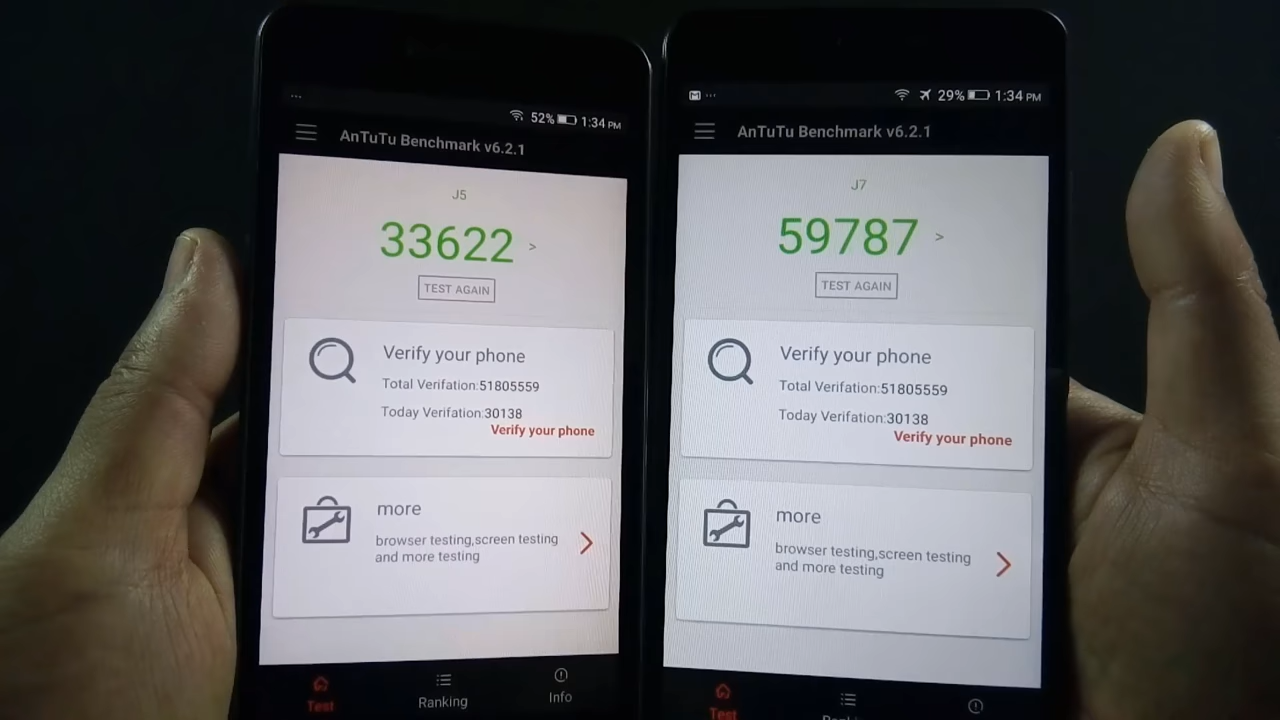 52% 1:34 PM
AnTuTu Benchmark v6.2.1
J5
33622 >
TEST AGAIN
Verify your phone
Total Verifation:51805559
Today Verifation:30138
Verify your phone
more
browser testing,screen testing
and more testing
Test
Ranking
Info
29% 1:34 PM
AnTuTu Benchmark v6.2.1
J7
59787 >
TEST AGAIN
Verify your phone
Total Verifation:51805559
Today Verifation:30138
Verify your phone
more
browser testing,screen testing
and more testing
Test